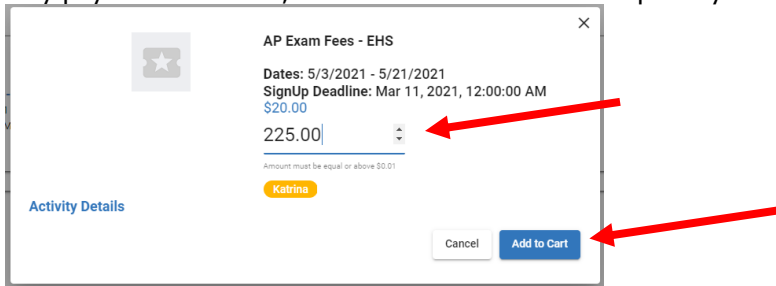 AP Exam Fees - EHS
Dates: 5/3/2021 - 5/21/2021
SignUp Deadline: Mar 11, 2021, 12:00:00 AM
$20.00
225.00
Amount must be equal or above $0.01
Katrina
Activity Details
Cancel
Add to Cart